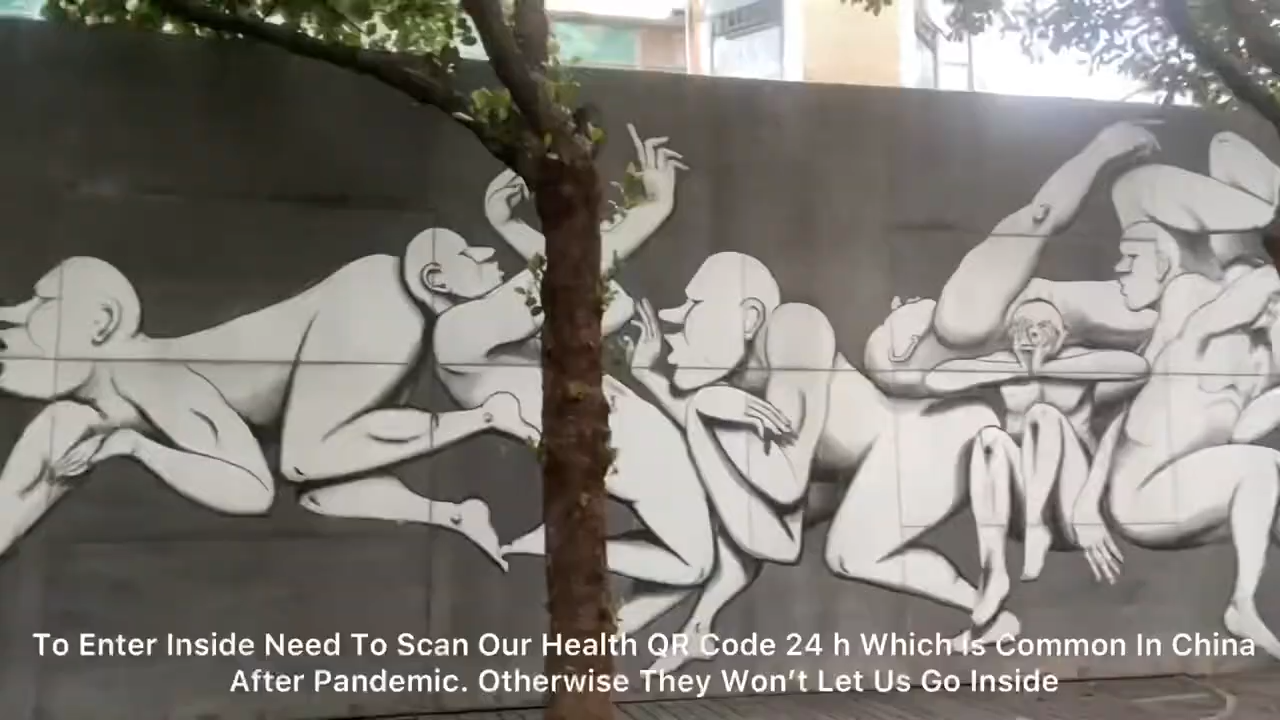 To Enter Inside Need To Scan Our Health QR Code 24 h Which Is Common In China
After Pandemic. Otherwise They Won't Let Us Go Inside